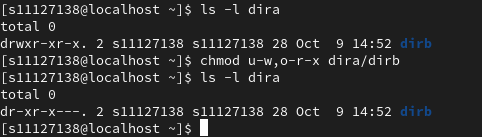 [s11127138@localhost ~]$ ls -l dira
total 0
drwxr-xr-x. 2 s11127138 s11127138 28 Oct  9 14:52 dirb
[s11127138@localhost ~]$ chmod u-w,o-r-x dira/dirb
[s11127138@localhost ~]$ ls -l dira
total 0
dr-xr-x---. 2 s11127138 s11127138 28 Oct  9 14:52 dirb
[s11127138@localhost ~]$